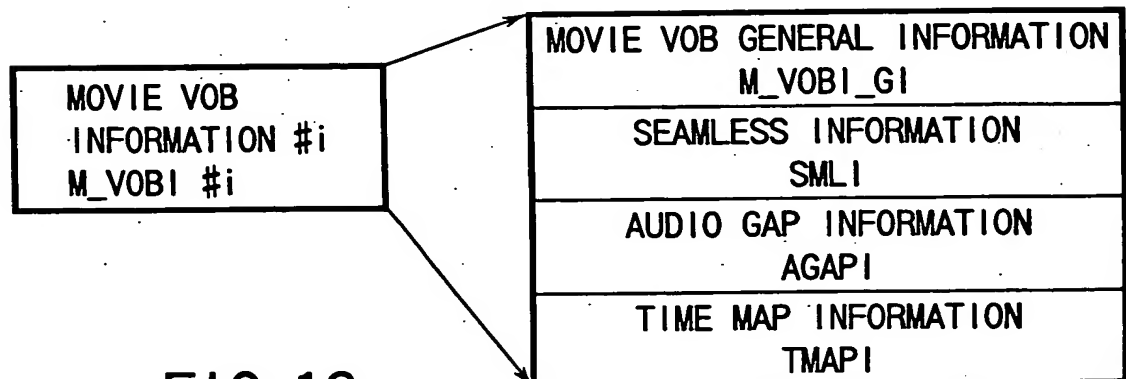 MOVIE VOB
INFORMATION #i
M_VOBI #i
MOVIE VOB GENERAL INFORMATION
M_VOBI_GI
SEAMLESS INFORMATION
SMLI
AUDIO GAP INFORMATION
AGAPI
TIME MAP INFORMATION
TMAPI